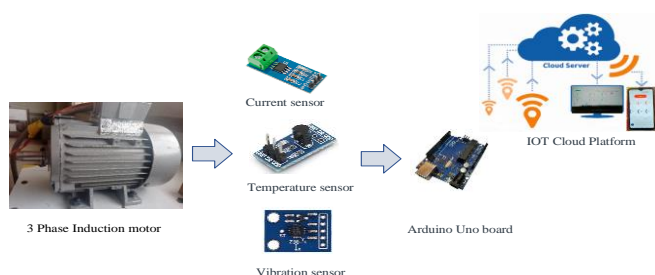 Cloud Server
Current sensor
IOT Cloud Platform
Temperature sensor
3 Phase Induction motor
Arduino Uno board
Vibration sensor